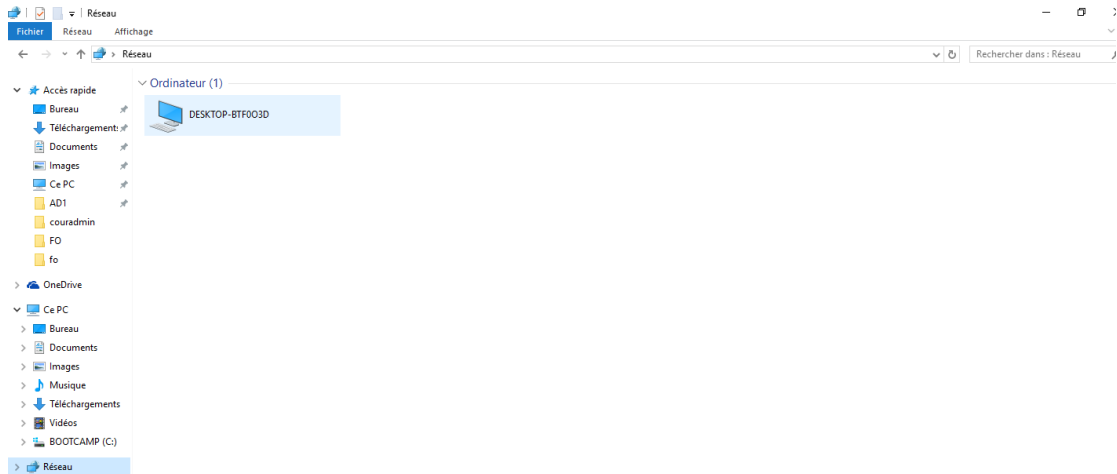 Réseau
Fichier Réseau Affichage
Réseau
Rechercher dans : Réseau
Accès rapide
Bureau
Téléchargement:
Documents
Images
Ce PC
AD1
couradmin
FO
fo
OneDrive
Ce PC
Bureau
Documents
Images
Musique
Téléchargements
Vidéos
BOOTCAMP (C:)
Réseau
Ordinateur (1)
DESKTOP-BTF0O3D